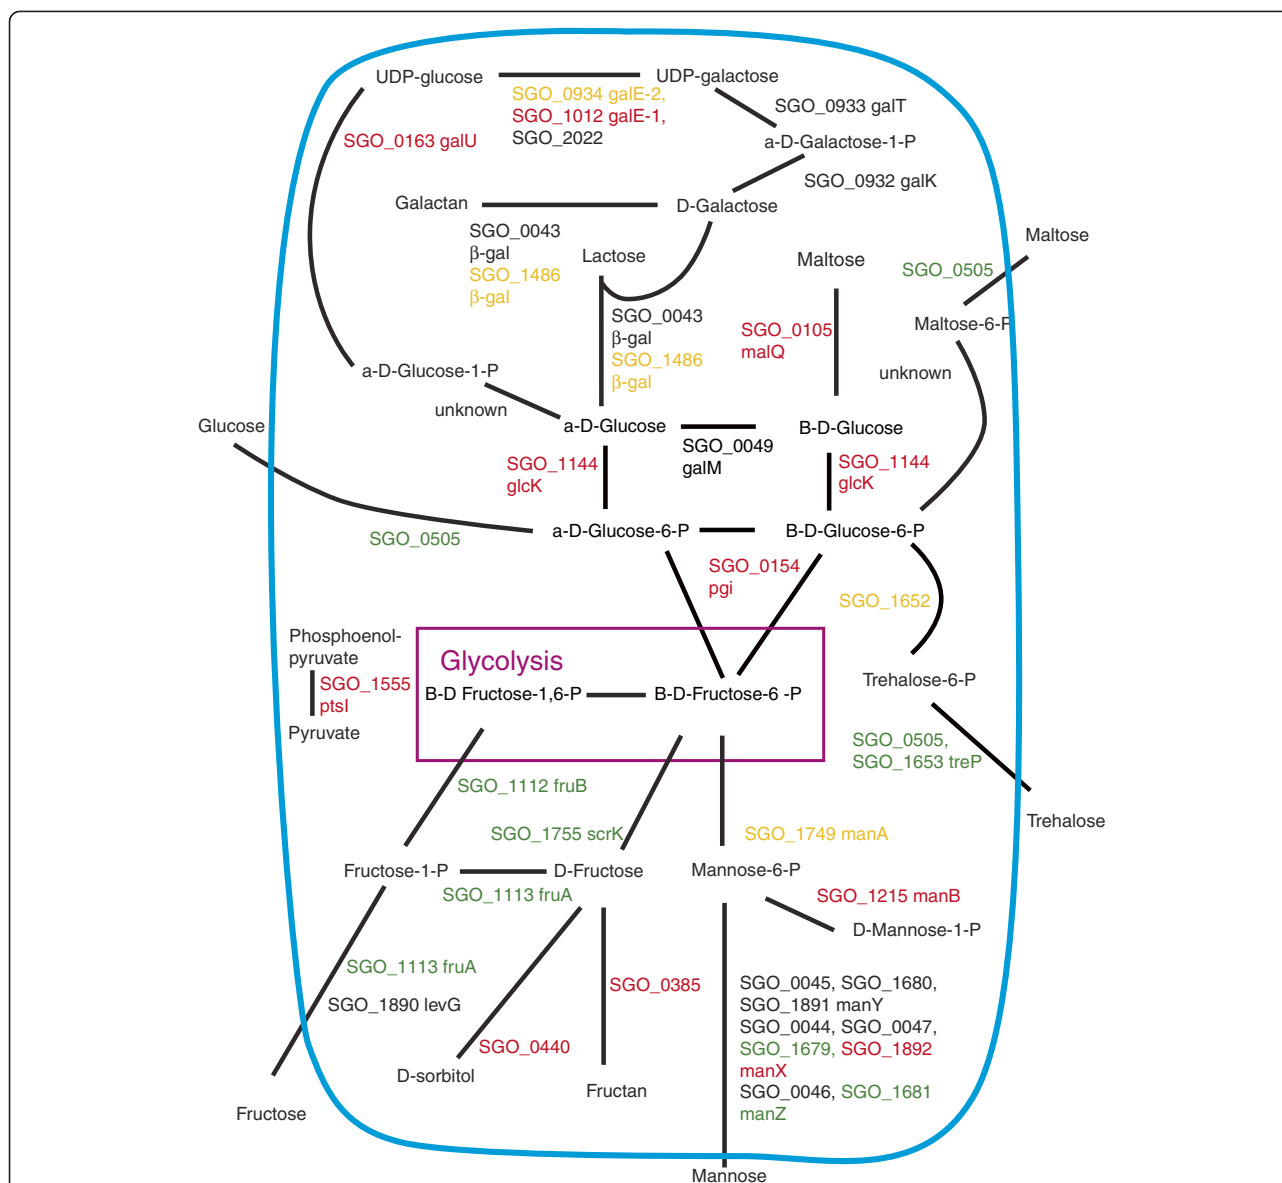 UDP-glucose
UDP-galactose
SGO_0934 galE-2,
SGO_1012 galE-1,
SGO_2022
SGO_0933 galT
SGO_0163 galU
a-D-Galactose-1-P
SGO_0932 galK
Galactan
D-Galactose
SGO_0043
β-gal
SGO_1486
β-gal
Lactose
Maltose
Maltose
SGO_0505
SGO_0043
β-gal
SGO_1486
β-gal
SGO_0105
malQ
Maltose-6-P
unknown
a-D-Glucose-1-P
unknown
Glucose
a-D-Glucose
B-D-Glucose
SGO_0049
galM
SGO_1144
glcK
SGO_1144
glcK
SGO_0505
a-D-Glucose-6-P
B-D-Glucose-6-P
SGO_0154
pgi
SGO_1652
Phosphoenol-
pyruvate
SGO_1555
ptsI
Pyruvate
Glycolysis
B-D Fructose-1,6-P
B-D-Fructose-6 -P
Trehalose-6-P
SGO_0505,
SGO_1653 treP
Trehalose
SGO_1112 fruB
SGO_1755 scrK
SGO_1749 manA
Fructose-1-P
D-Fructose
Mannose-6-P
SGO_1113 fruA
SGO_1215 manB
D-Mannose-1-P
SGO_1113 fruA
SGO_1890 levG
SGO_0385
SGO_0440
SGO_0045, SGO_1680,
SGO_1891 manY
SGO_0044, SGO_0047,
SGO_1679, SGO_1892
manX
SGO_0046, SGO_1681
manZ
D-sorbitol
Fructan
Fructose
Mannose